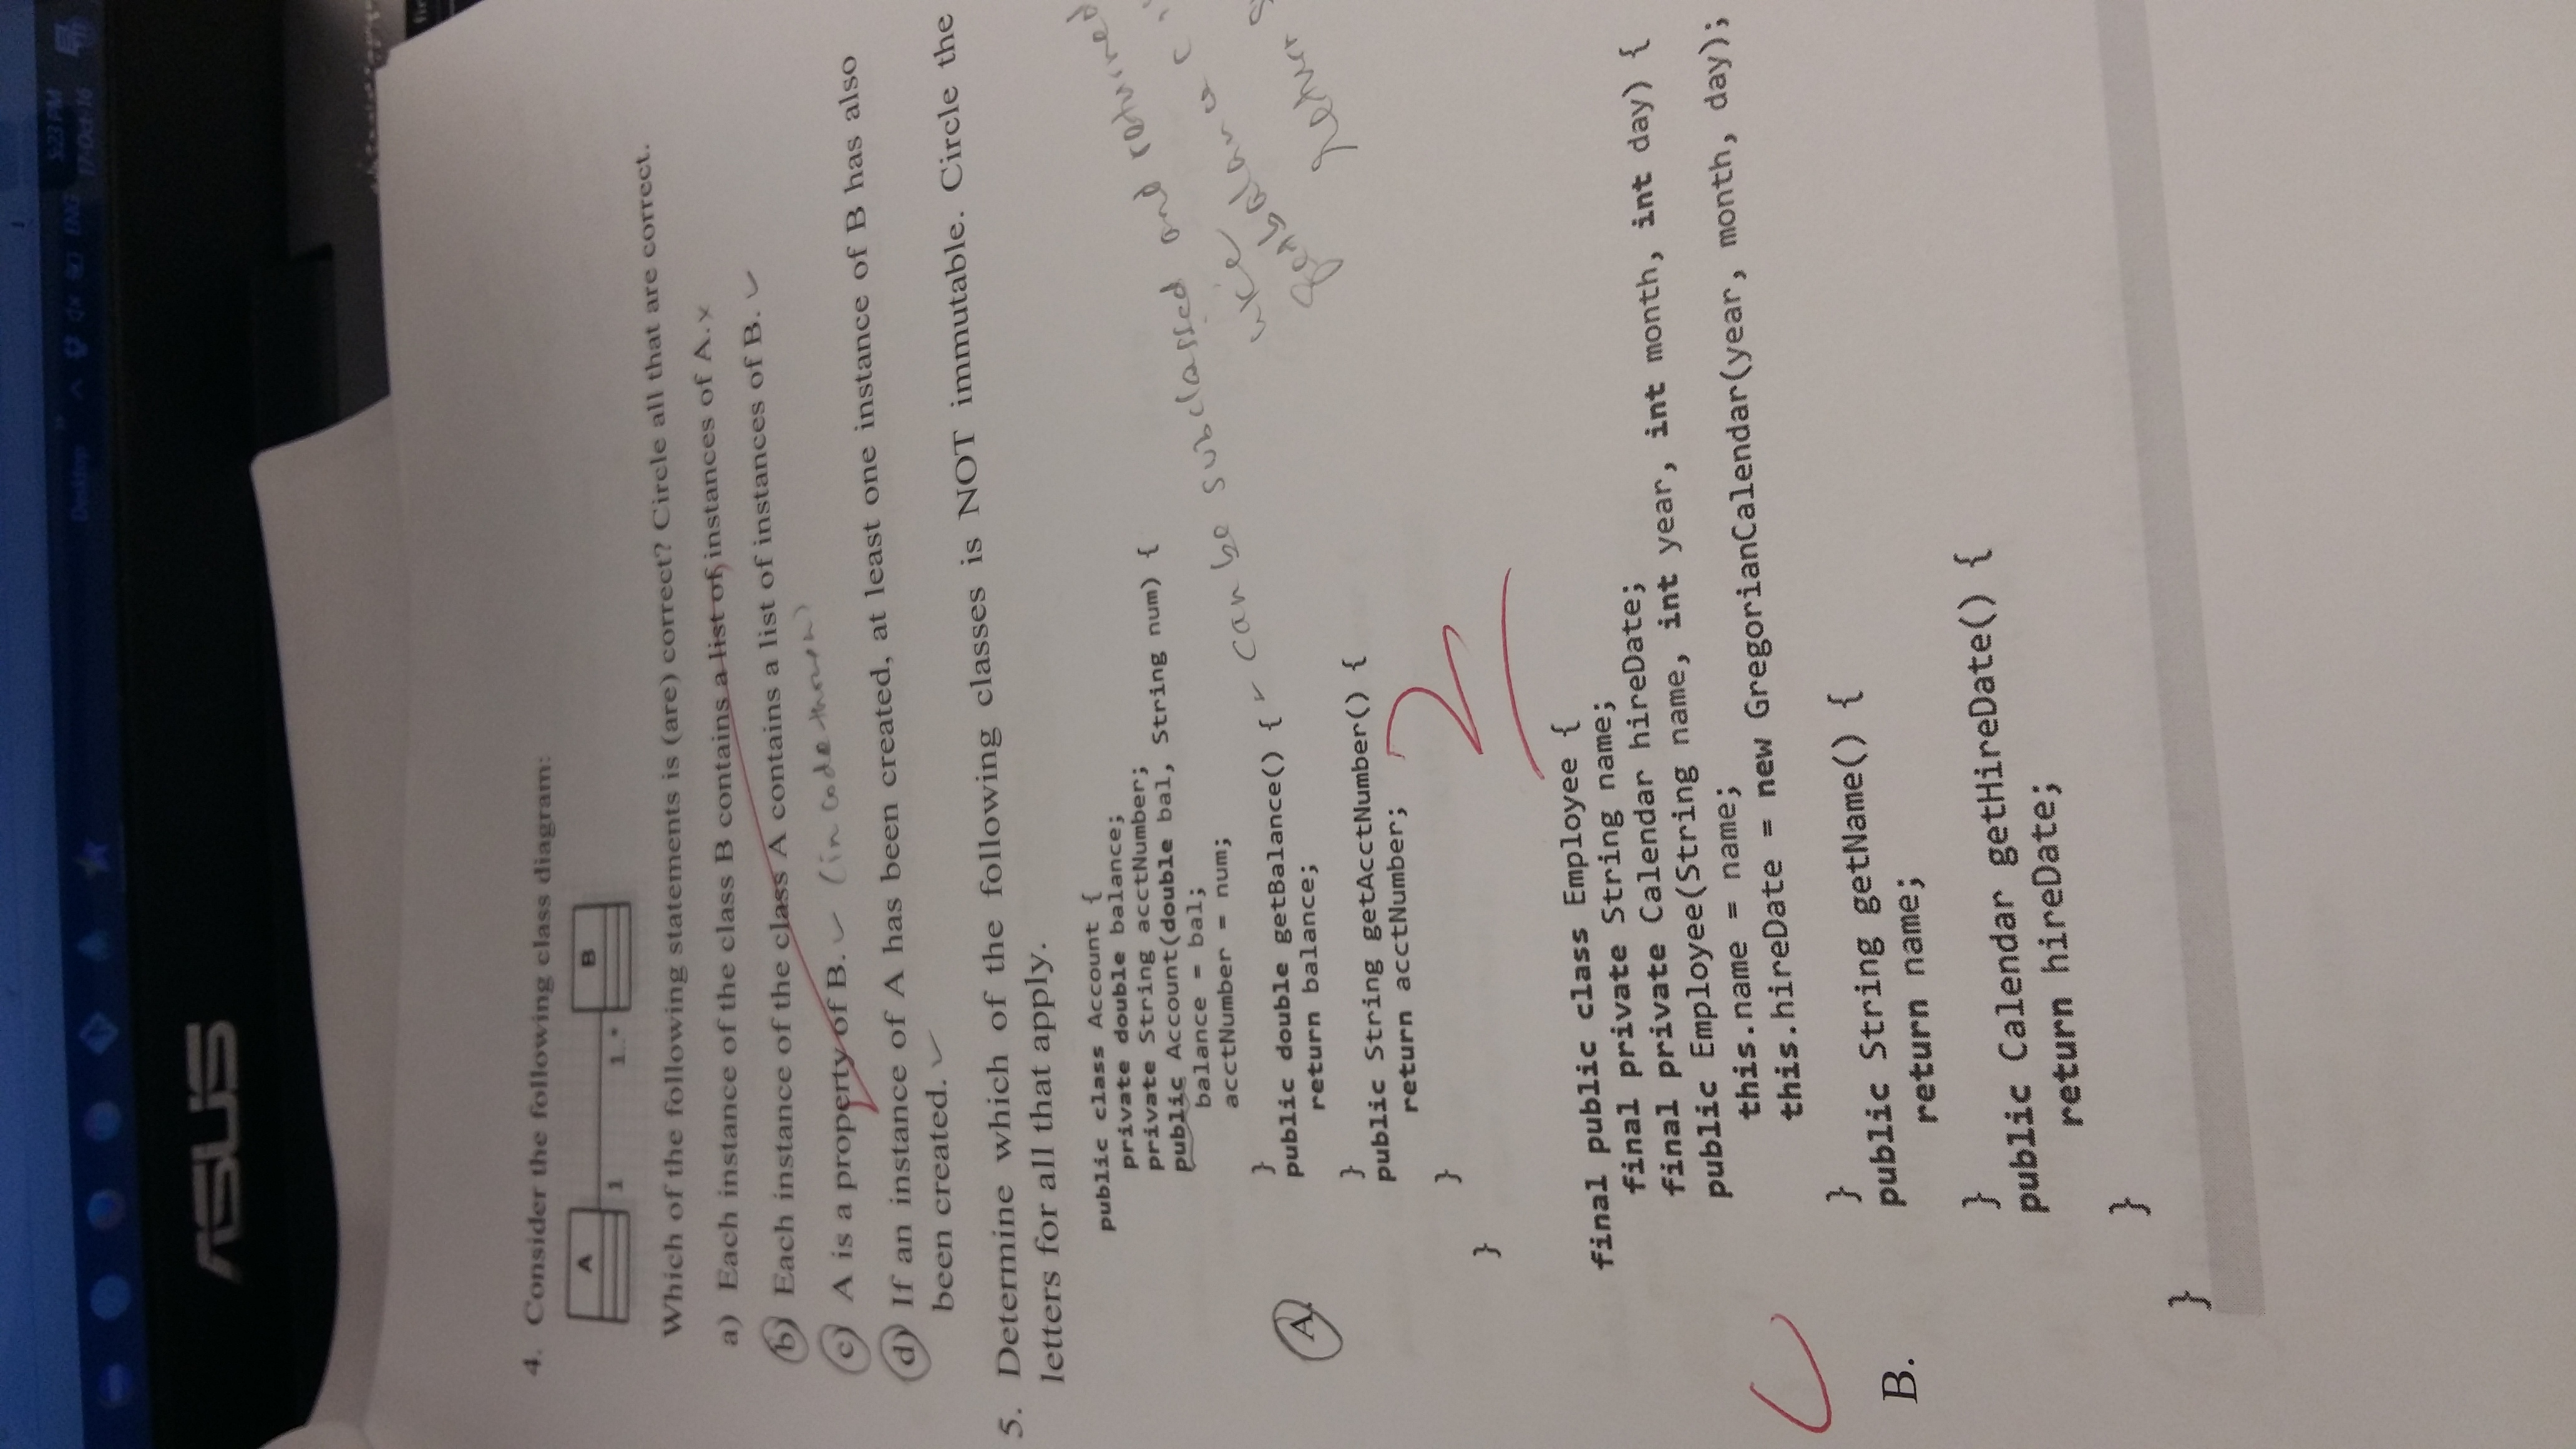 5:23 PM
Desktop
ENG
17-Oct-16
ASUS
4. Consider the following class diagram:
A
B
1
1..*
Which of the following statements is (are) correct? Circle all that are correct.
a) Each instance of the class B contains a list of instances of A. x
b) Each instance of the class A contains a list of instances of B.
c) A is a property of B. (in code though)
d) If an instance of A has been created, at least one instance of B has also
been created.
5. Determine which of the following classes is NOT immutable. Circle the
letters for all that apply.
public class Account {
private double balance;
private String acctNumber;
public Account(double bal, String num) {
balance = bal;
acctNumber = num;
}
public double getBalance() {
can be subclassed and returned
like
getbalance (
return
A.
return balance;
}
public String getAcctNumber() {
return acctNumber;
}
}
2
final public class Employee {
final private String name;
final private Calendar hireDate;
public Employee(String name, int year, int month, int day) {
this.name = name;
this.hireDate = new GregorianCalendar(year, month, day);
}
public String getName() {
B.
return name;
}
public Calendar getHireDate() {
return hireDate;
}
}